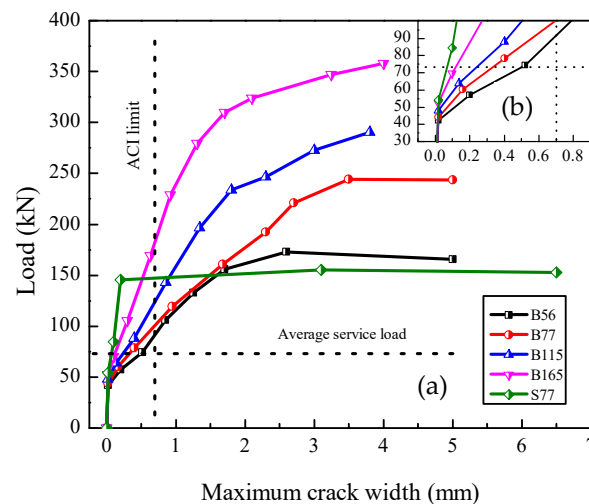 400
350
300
250
200
150
100
50
0
Load (kN)
ACI limit
Average service load
(a)
B56
B77
B115
B165
S77
90
80
70
60
50
40
30
(b)
0.0 0.2 0.4 0.6 0.8
0 1 2 3 4 5 6 7
Maximum crack width (mm)